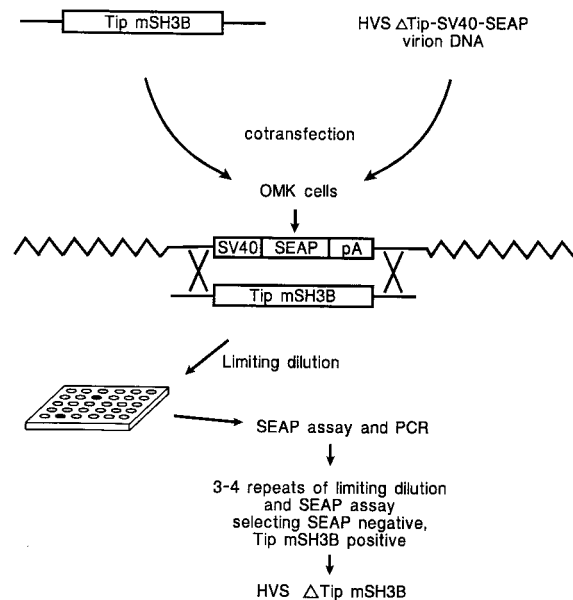 Tip mSH3B
HVS △Tip-SV40-SEAP
virion DNA
cotransfection
OMK cells
SV40 SEAP pA
Tip mSH3B
Limiting dilution
SEAP assay and PCR
3-4 repeats of limiting dilution
and SEAP assay
selecting SEAP negative,
Tip mSH3B positive
HVS △Tip mSH3B